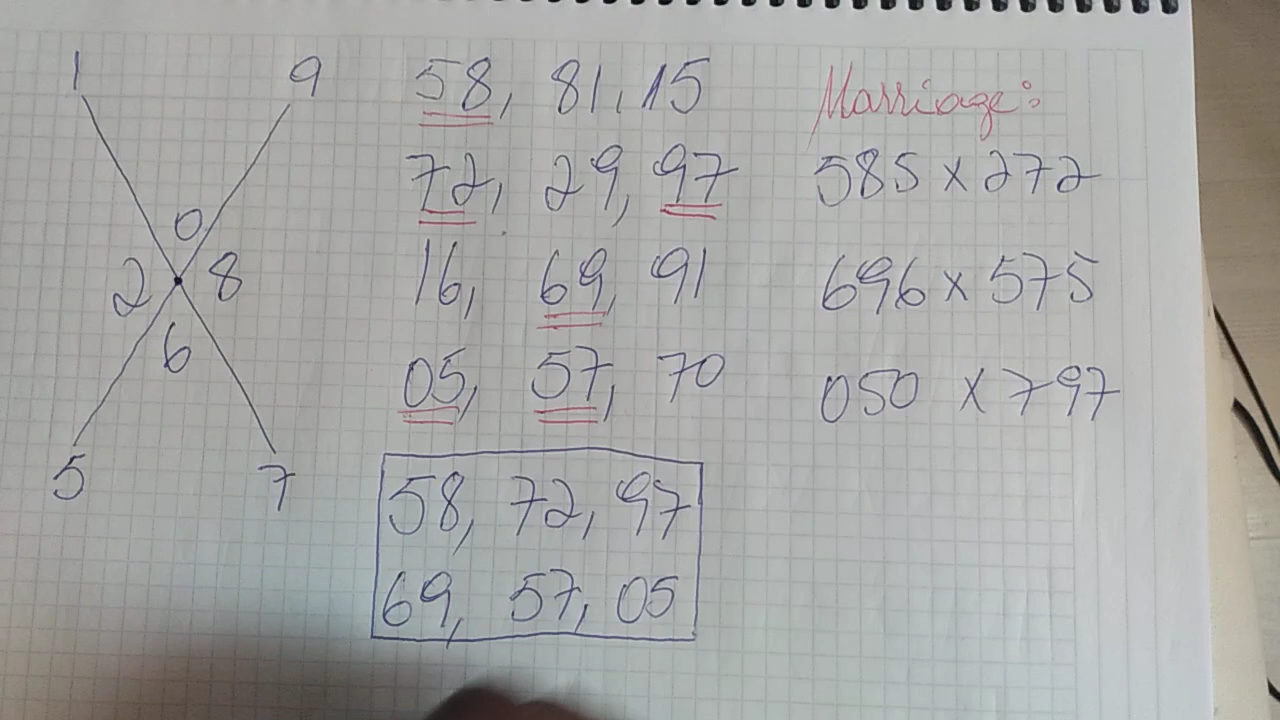 1 9
0
2 8
6
5 7
58, 81, 15
72, 29, 97
16, 69, 91
05, 57, 70
58, 72, 97
69, 57, 05
Marriage:
585 x 272
696 x 575
050 x 797